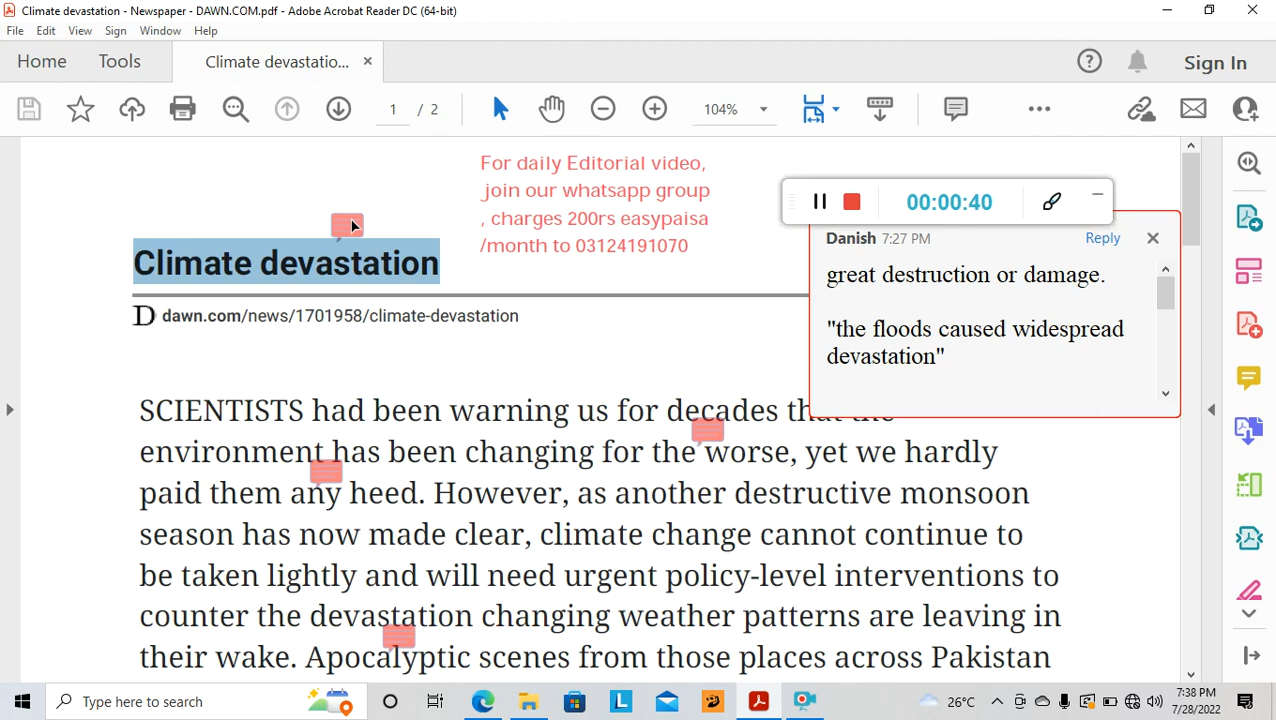 Climate devastation - Newspaper - DAWN.COM.pdf - Adobe Acrobat Reader DC (64-bit)
File Edit View Sign Window Help
Home Tools Climate devastatio... × Sign In
1 / 2 104%
For daily Editorial video,
join our whatsapp group
, charges 200rs easypaisa
/month to 03124191070
00:00:40
Danish 7:27 PM Reply
great destruction or damage.
"the floods caused widespread
devastation"
Climate devastation
D dawn.com/news/1701958/climate-devastation
SCIENTISTS had been warning us for decades that the
environment has been changing for the worse, yet we hardly
paid them any heed. However, as another destructive monsoon
season has now made clear, climate change cannot continue to
be taken lightly and will need urgent policy-level interventions to
counter the devastation changing weather patterns are leaving in
their wake. Apocalyptic scenes from those places across Pakistan
Type here to search
L
26°C
7:38 PM
7/28/2022